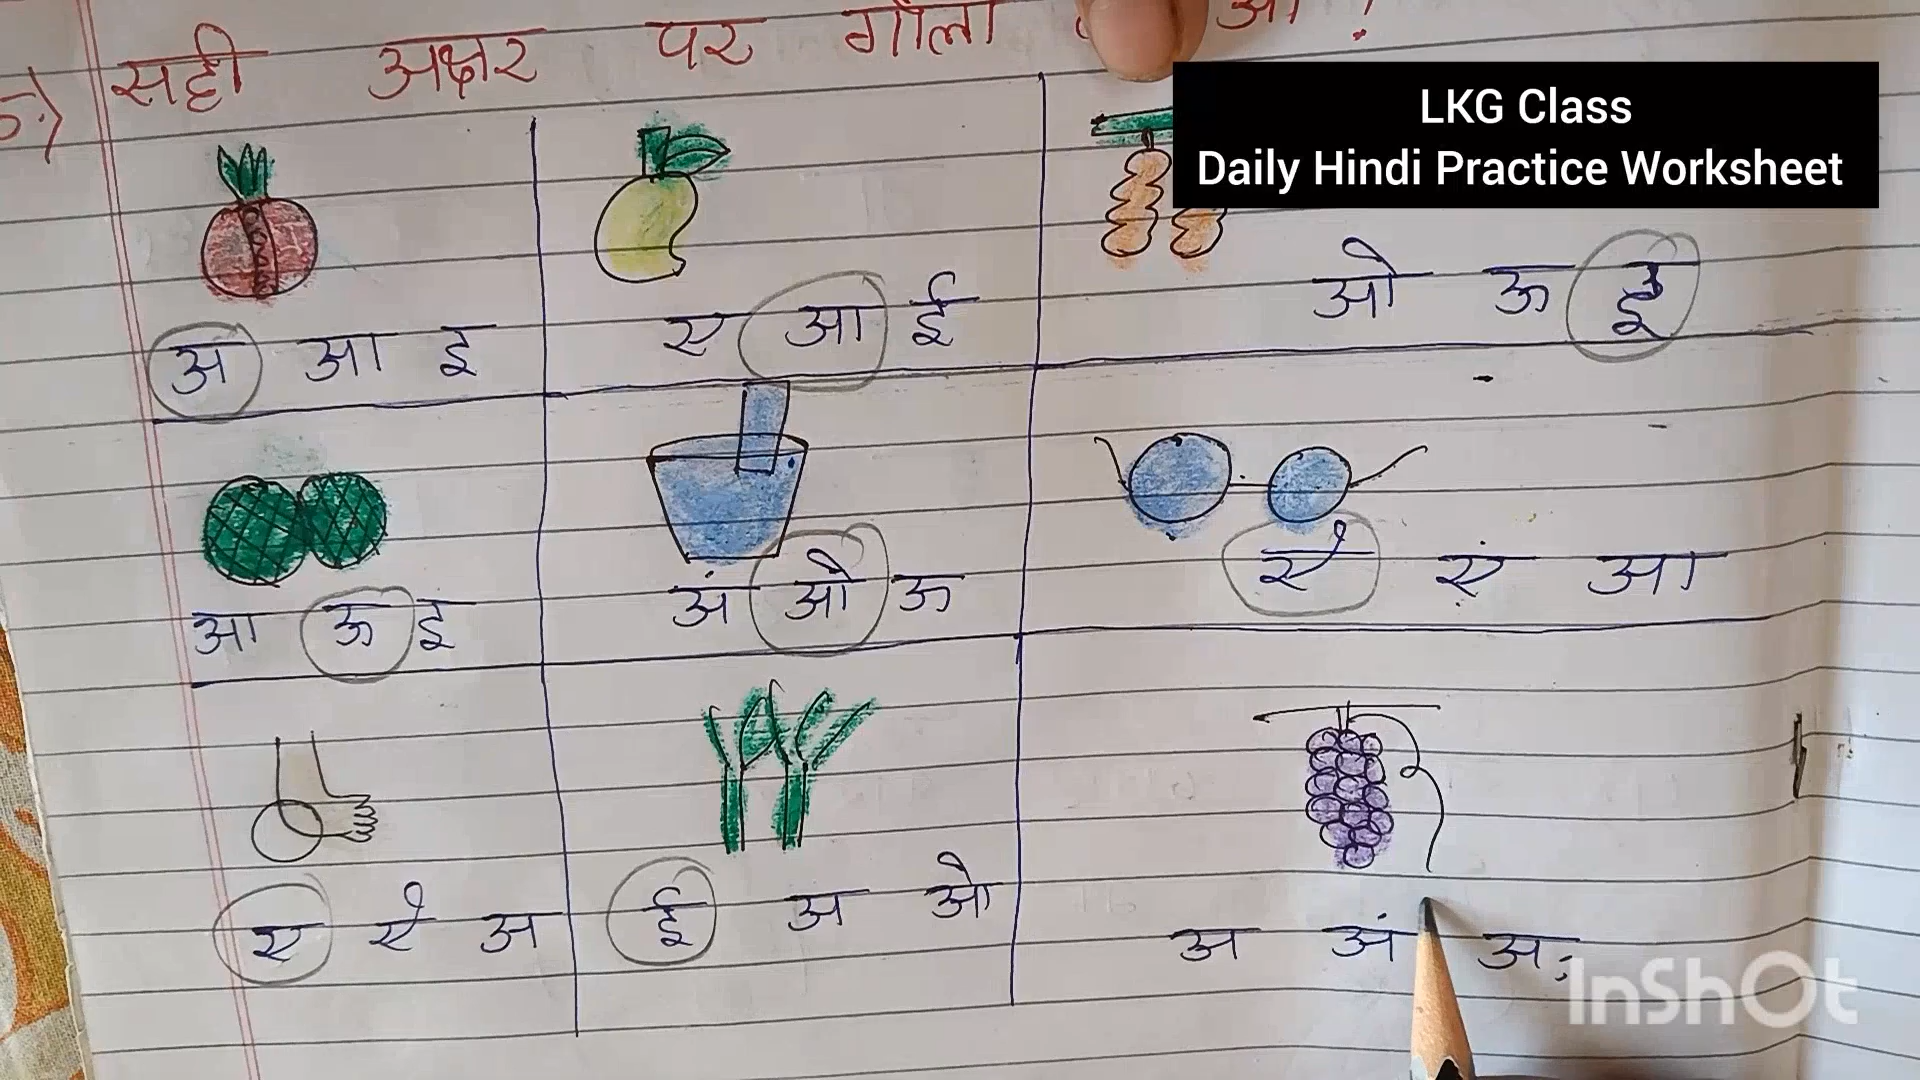 सही अक्षर पर गोला
LKG Class
Daily Hindi Practice Worksheet
अ आ इ
ए आ ई
ओ ऊ इ
आ ऊ इ
अं ओ ऊ
ऐ एं आ
ए ऐ अ
ई अ ओ
अ अं अः
InShOt